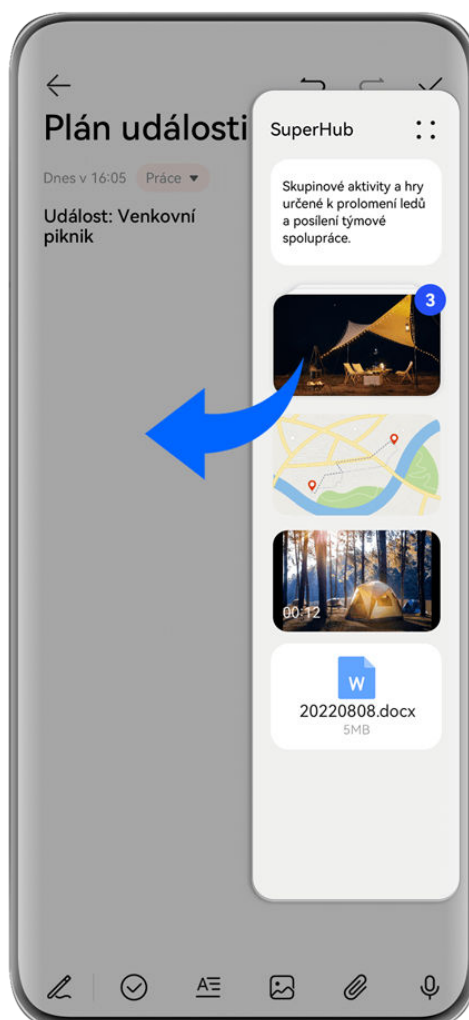 Plán události
Dnes v 16:05 Práce
Událost: Venkovní
piknik
SuperHub
Skupinové aktivity a hry
určené k prolomení ledů
a posílení týmové
spolupráce.
3
00:12
W
20220808.docx
5MB
A